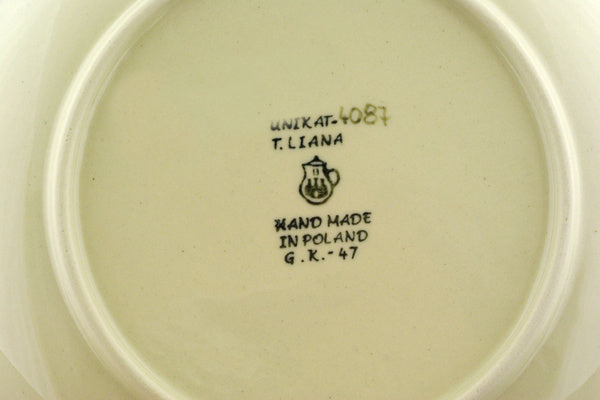 UNIKAT-4087
T. LIANA
HAND MADE
IN POLAND
G.K.-47